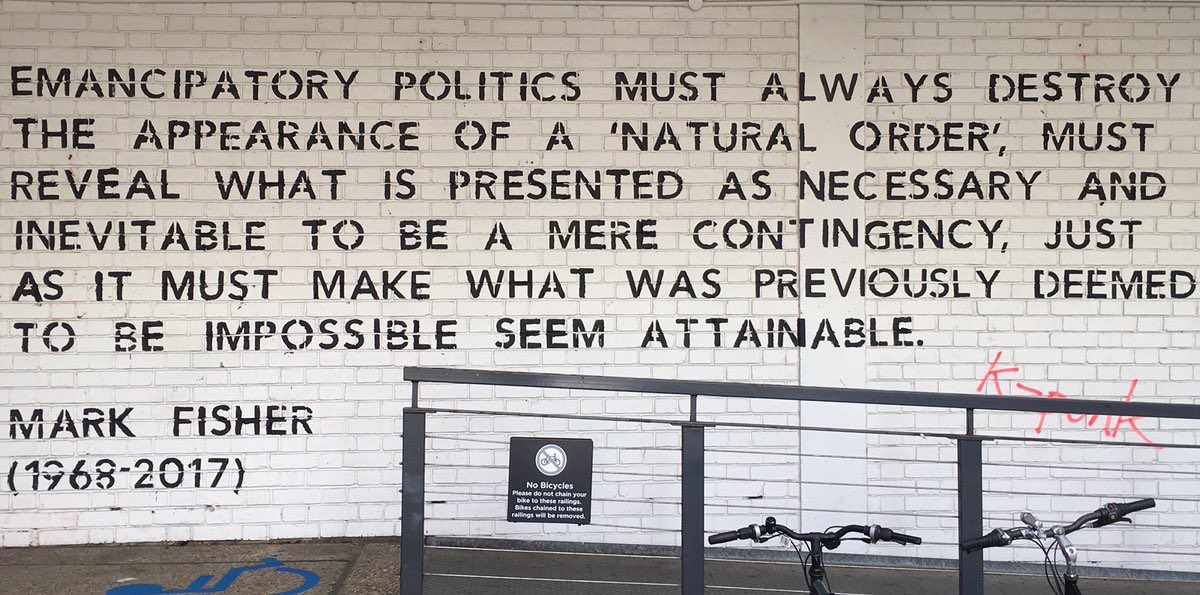 EMANCIPATORY POLITICS MUST ALWAYS DESTROY
THE APPEARANCE OF A 'NATURAL ORDER', MUST
REVEAL WHAT IS PRESENTED AS NECESSARY AND
INEVITABLE TO BE A MERE CONTINGENCY, JUST
AS IT MUST MAKE WHAT WAS PREVIOUSLY DEEMED
TO BE IMPOSSIBLE SEEM ATTAINABLE.
MARK FISHER
(1968-2017)
K-PUNK
No Bicycles
Please do not chain your
bike to these railings.
Bikes chained to these
railings will be removed.